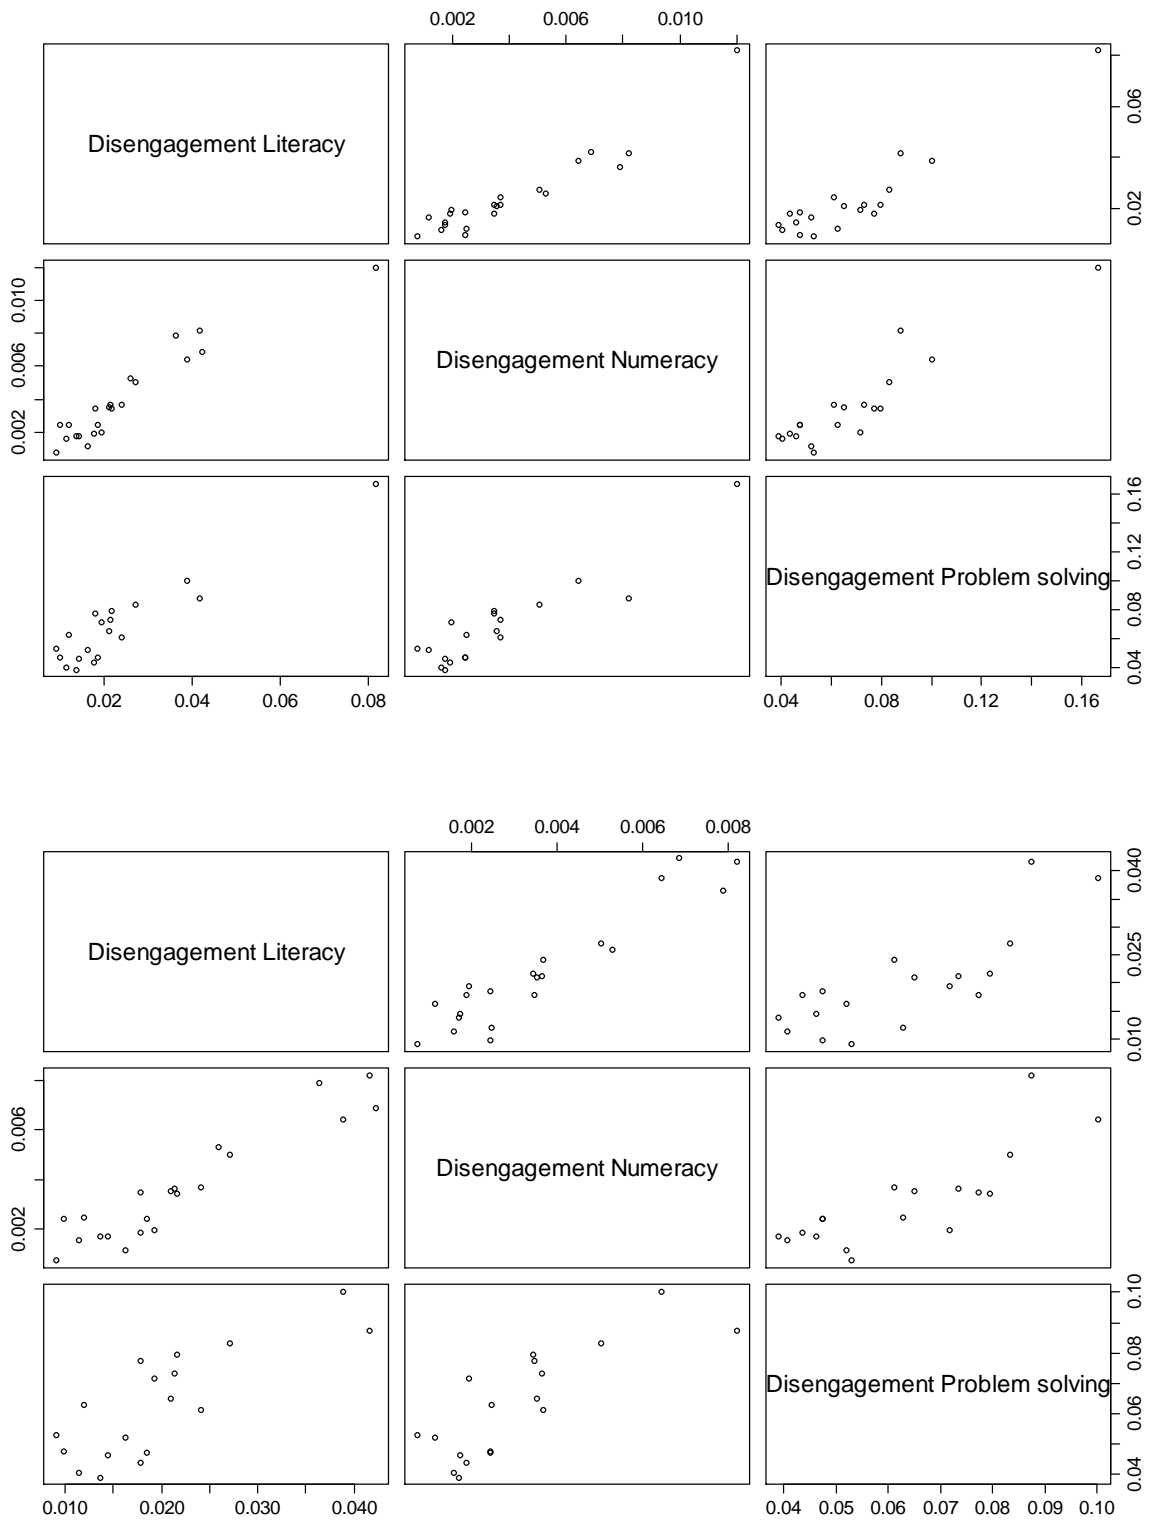 0.002 0.006 0.010
Disengagement Literacy
0.02 0.06
0.002 0.006 0.010
Disengagement Numeracy
Disengagement Problem solving
0.04 0.08 0.12 0.16
0.02 0.04 0.06 0.08
0.04 0.08 0.12 0.16
0.002 0.004 0.006 0.008
Disengagement Literacy
0.010 0.025 0.040
0.002 0.006
Disengagement Numeracy
Disengagement Problem solving
0.04 0.06 0.08 0.10
0.010 0.020 0.030 0.040
0.04 0.05 0.06 0.07 0.08 0.09 0.10